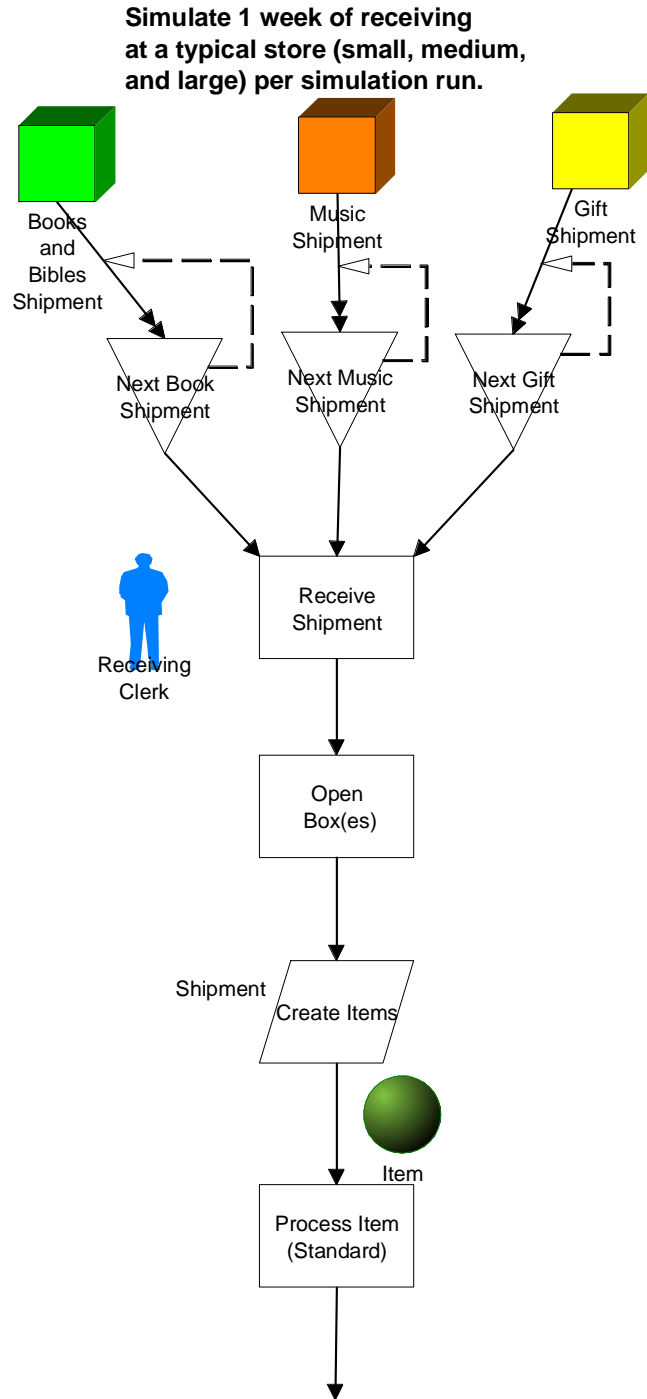 Simulate 1 week of receiving
at a typical store (small, medium,
and large) per simulation run.
Books
and
Bibles
Shipment
Music
Shipment
Gift
Shipment
Next Book
Shipment
Next Music
Shipment
Next Gift
Shipment
Receive
Shipment
Receiving
Clerk
Open
Box(es)
Shipment
Create Items
Item
Process Item
(Standard)